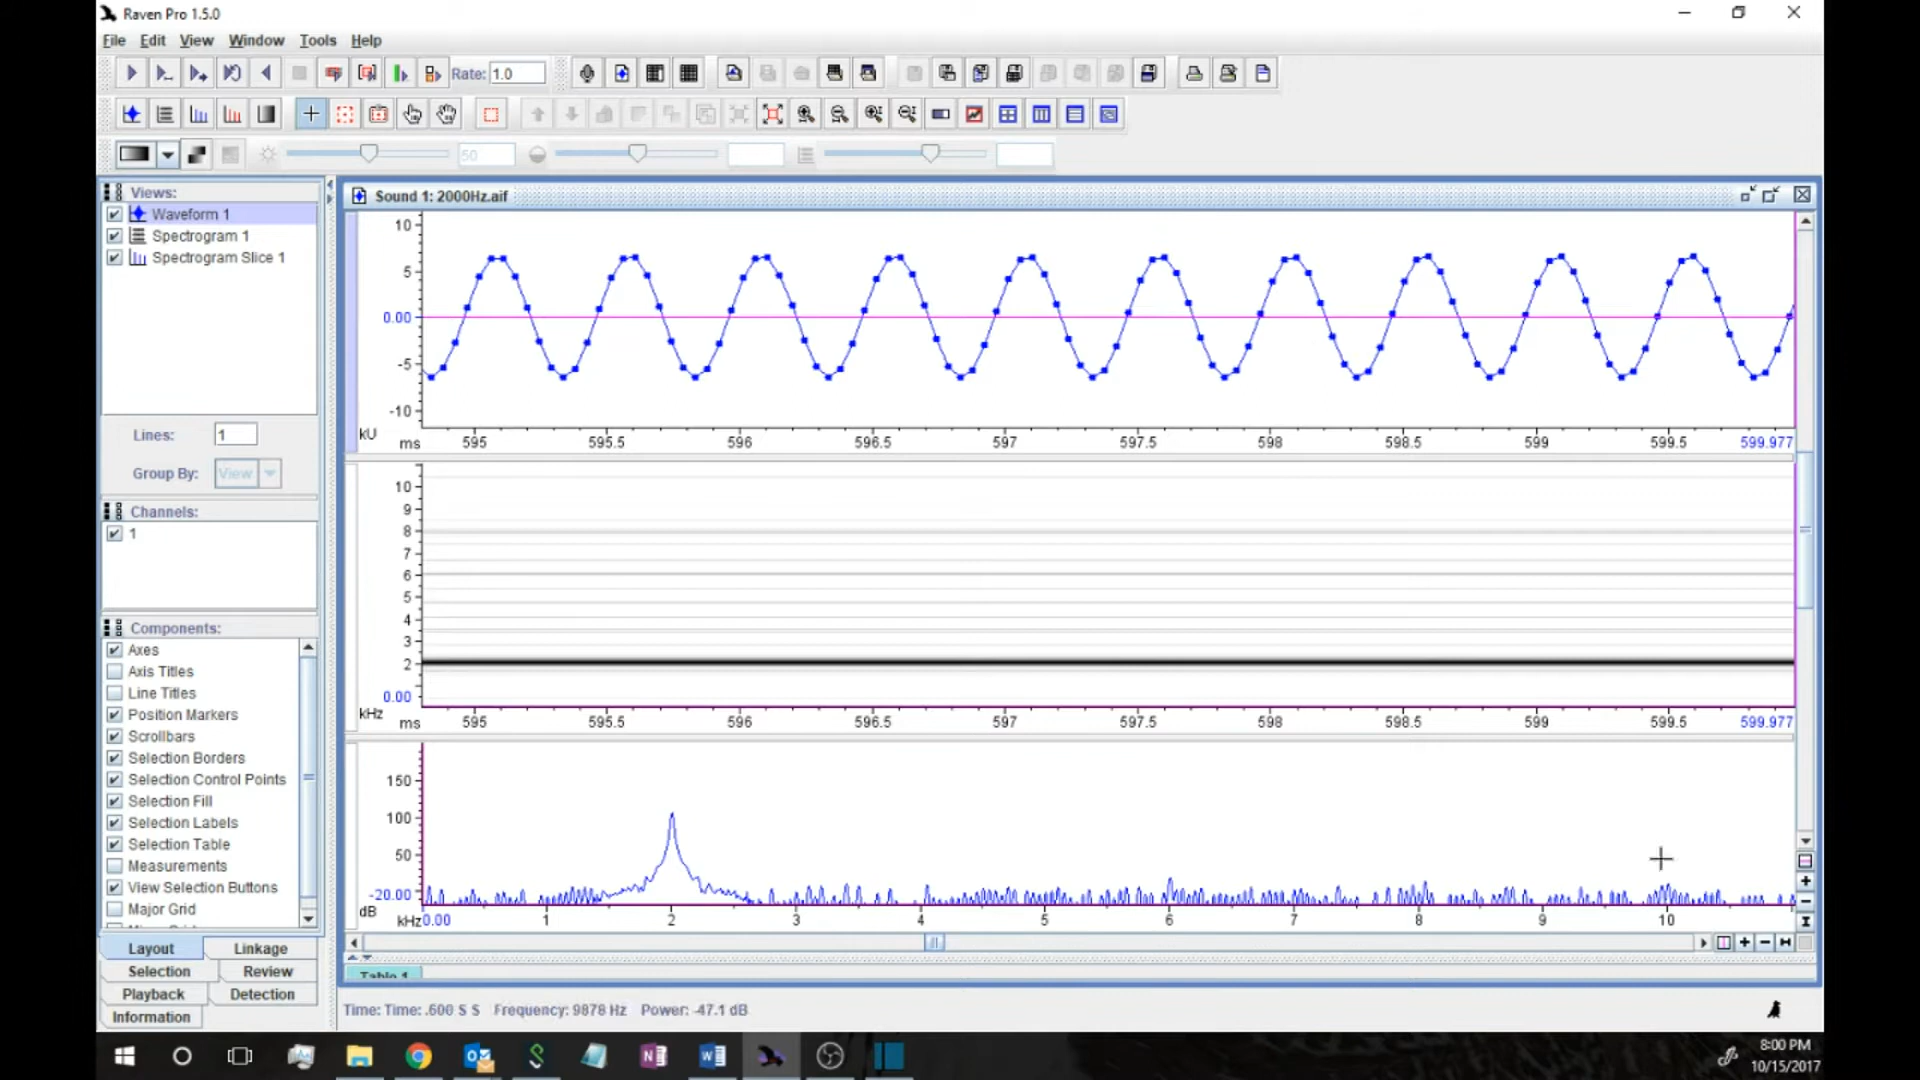 Raven Pro 1.5.0
File Edit View Window Tools Help
Rate: 1.0
50
Views:
Waveform 1
Spectrogram 1
Spectrogram Slice 1
Lines: 1
Group By: View
Channels:
1
Components:
Axes
Axis Titles
Line Titles
Position Markers
Scrollbars
Selection Borders
Selection Control Points
Selection Fill
Selection Labels
Selection Table
Measurements
View Selection Buttons
Major Grid
Layout Linkage
Selection Review
Playback Detection
Information
Sound 1: 2000Hz.aif
10
5
0.00
-5
-10
kU
ms 595 595.5 596 596.5 597 597.5 598 598.5 599 599.5 599.977
10
9
8
7
6
5
4
3
2
0.00
kHz
ms 595 595.5 596 596.5 597 597.5 598 598.5 599 599.5 599.977
150
100
50
-20.00
dB
kHz 0.00 1 2 3 4 5 6 7 8 9 10
Table 1
Time: Time: .600 S S Frequency: 9878 Hz Power: -47.1 dB
8:00 PM
10/15/2017